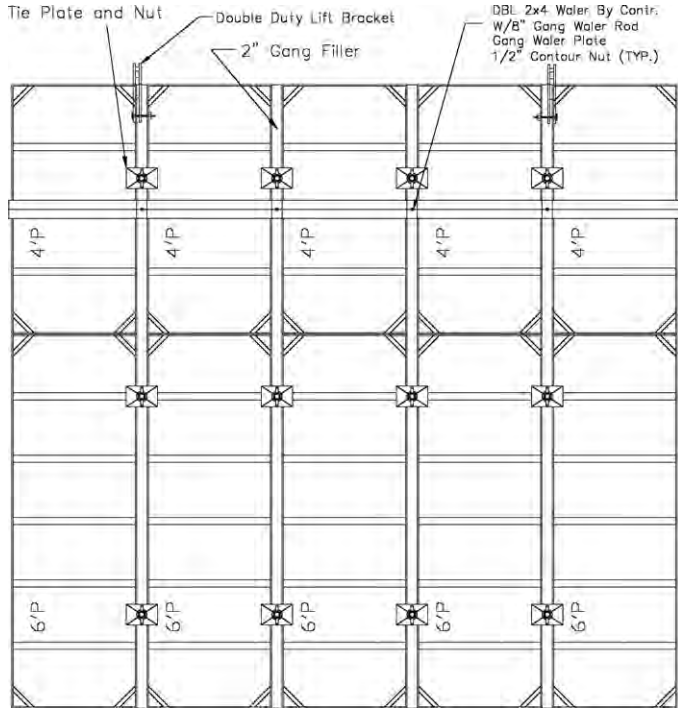 Tie Plate and Nut
Double Duty Lift Bracket
2" Gang Filler
DBL 2x4 Waler By Contr.
W/8" Gang Waler Rod
Gang Waler Plate
1/2" Contour Nut (TYP.)
4'P
4'P
4'P
4'P
4'P
6'P
6'P
6'P
6'P
6'P